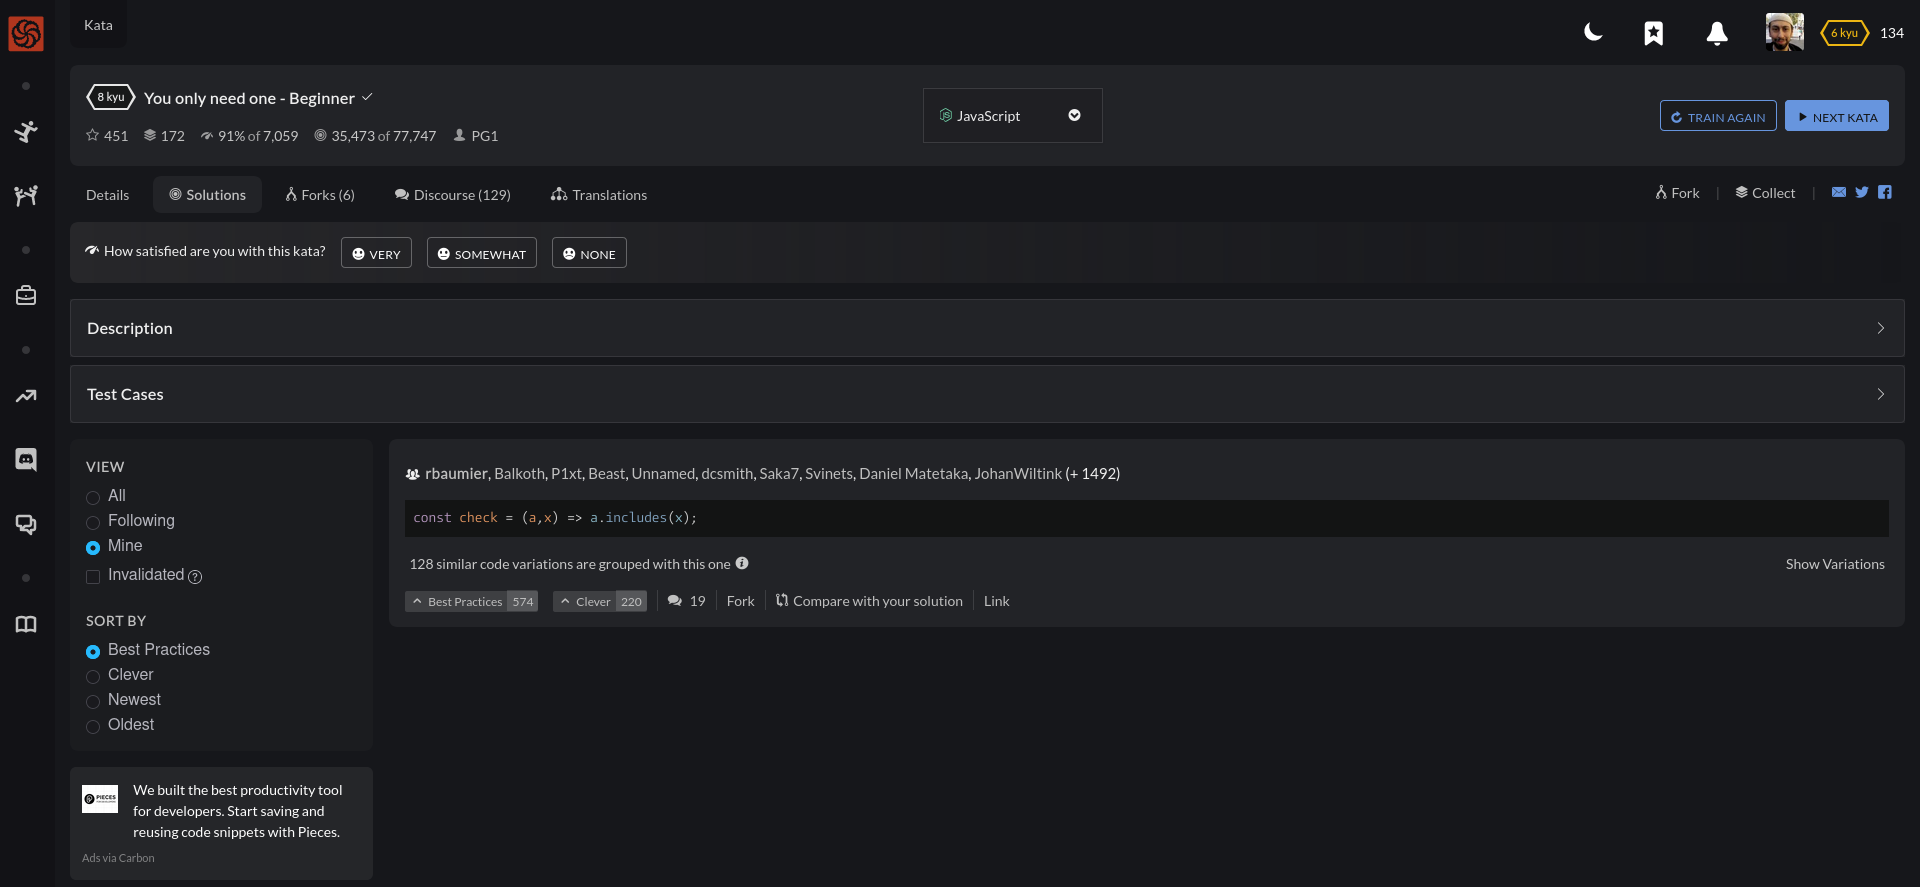 Kata
6 kyu 134
8 kyu You only need one - Beginner
451 172 91% of 7,059 35,473 of 77,747 PG1
JavaScript
TRAIN AGAIN NEXT KATA
Details Solutions Forks (6) Discourse (129) Translations
Fork | Collect |
How satisfied are you with this kata? VERY SOMEWHAT NONE
Description
Test Cases
VIEW
All
Following
Mine
Invalidated ?
SORT BY
Best Practices
Clever
Newest
Oldest
PIECES
We built the best productivity tool
for developers. Start saving and
reusing code snippets with Pieces.
Ads via Carbon
rbaumier, Balkoth, P1xt, Beast, Unnamed, dcsmith, Saka7, Svinets, Daniel Matetaka, JohanWiltink (+ 1492)
const check = (a,x) => a.includes(x);
128 similar code variations are grouped with this one
Show Variations
Best Practices 574 Clever 220 19 Fork Compare with your solution Link